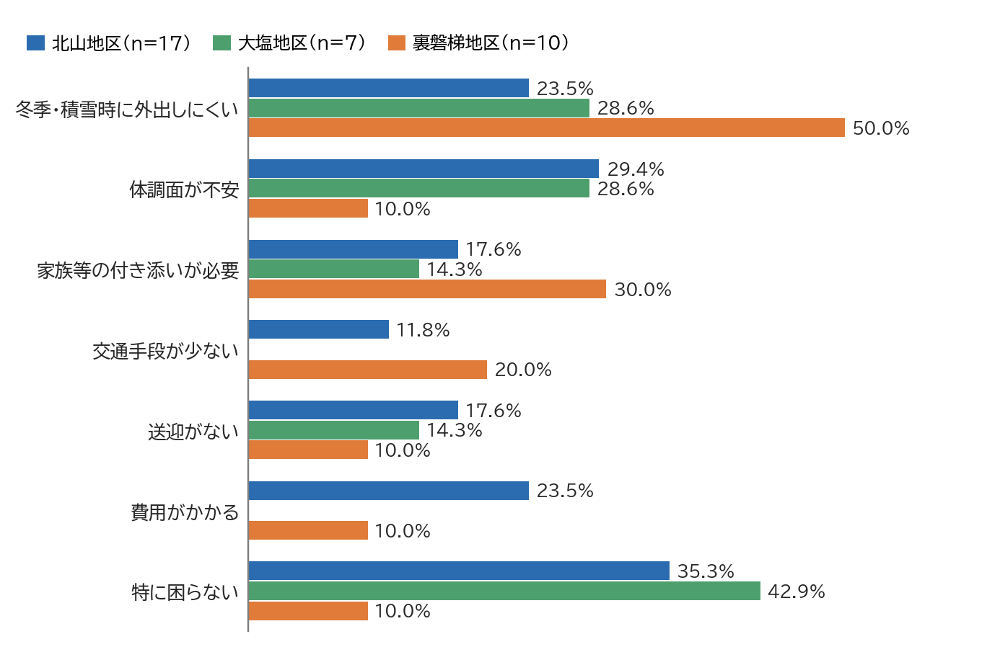 北山地区(n=17) 大塩地区(n=7) 裏磐梯地区(n=10)
冬季・積雪時に外出しにくい
23.5%
28.6%
50.0%
体調面が不安
29.4%
28.6%
10.0%
家族等の付き添いが必要
17.6%
14.3%
30.0%
交通手段が少ない
11.8%
20.0%
送迎がない
17.6%
14.3%
10.0%
費用がかかる
23.5%
10.0%
特に困らない
35.3%
42.9%
10.0%